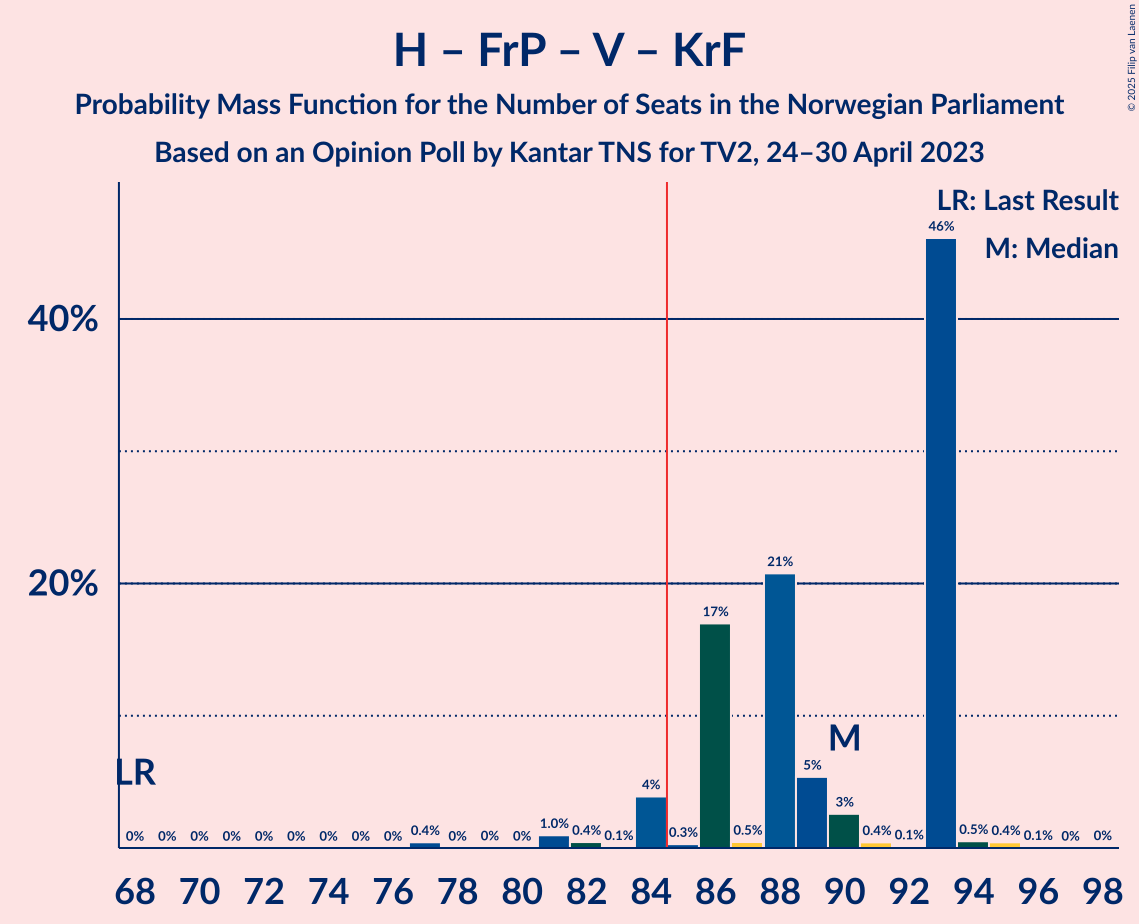 H – FrP – V – KrF
Probability Mass Function for the Number of Seats in the Norwegian Parliament
Based on an Opinion Poll by Kantar TNS for TV2, 24–30 April 2023
© 2025 Filip van Laenen
LR: Last Result
M: Median
40%
20%
LR
M
0% 0% 0% 0% 0% 0% 0% 0% 0% 0.4% 0% 0% 0% 1.0% 0.4% 0.1% 4% 0.3% 17% 0.5% 21% 5% 3% 0.4% 0.1% 46% 0.5% 0.4% 0.1% 0% 0%
68 70 72 74 76 78 80 82 84 86 88 90 92 94 96 98